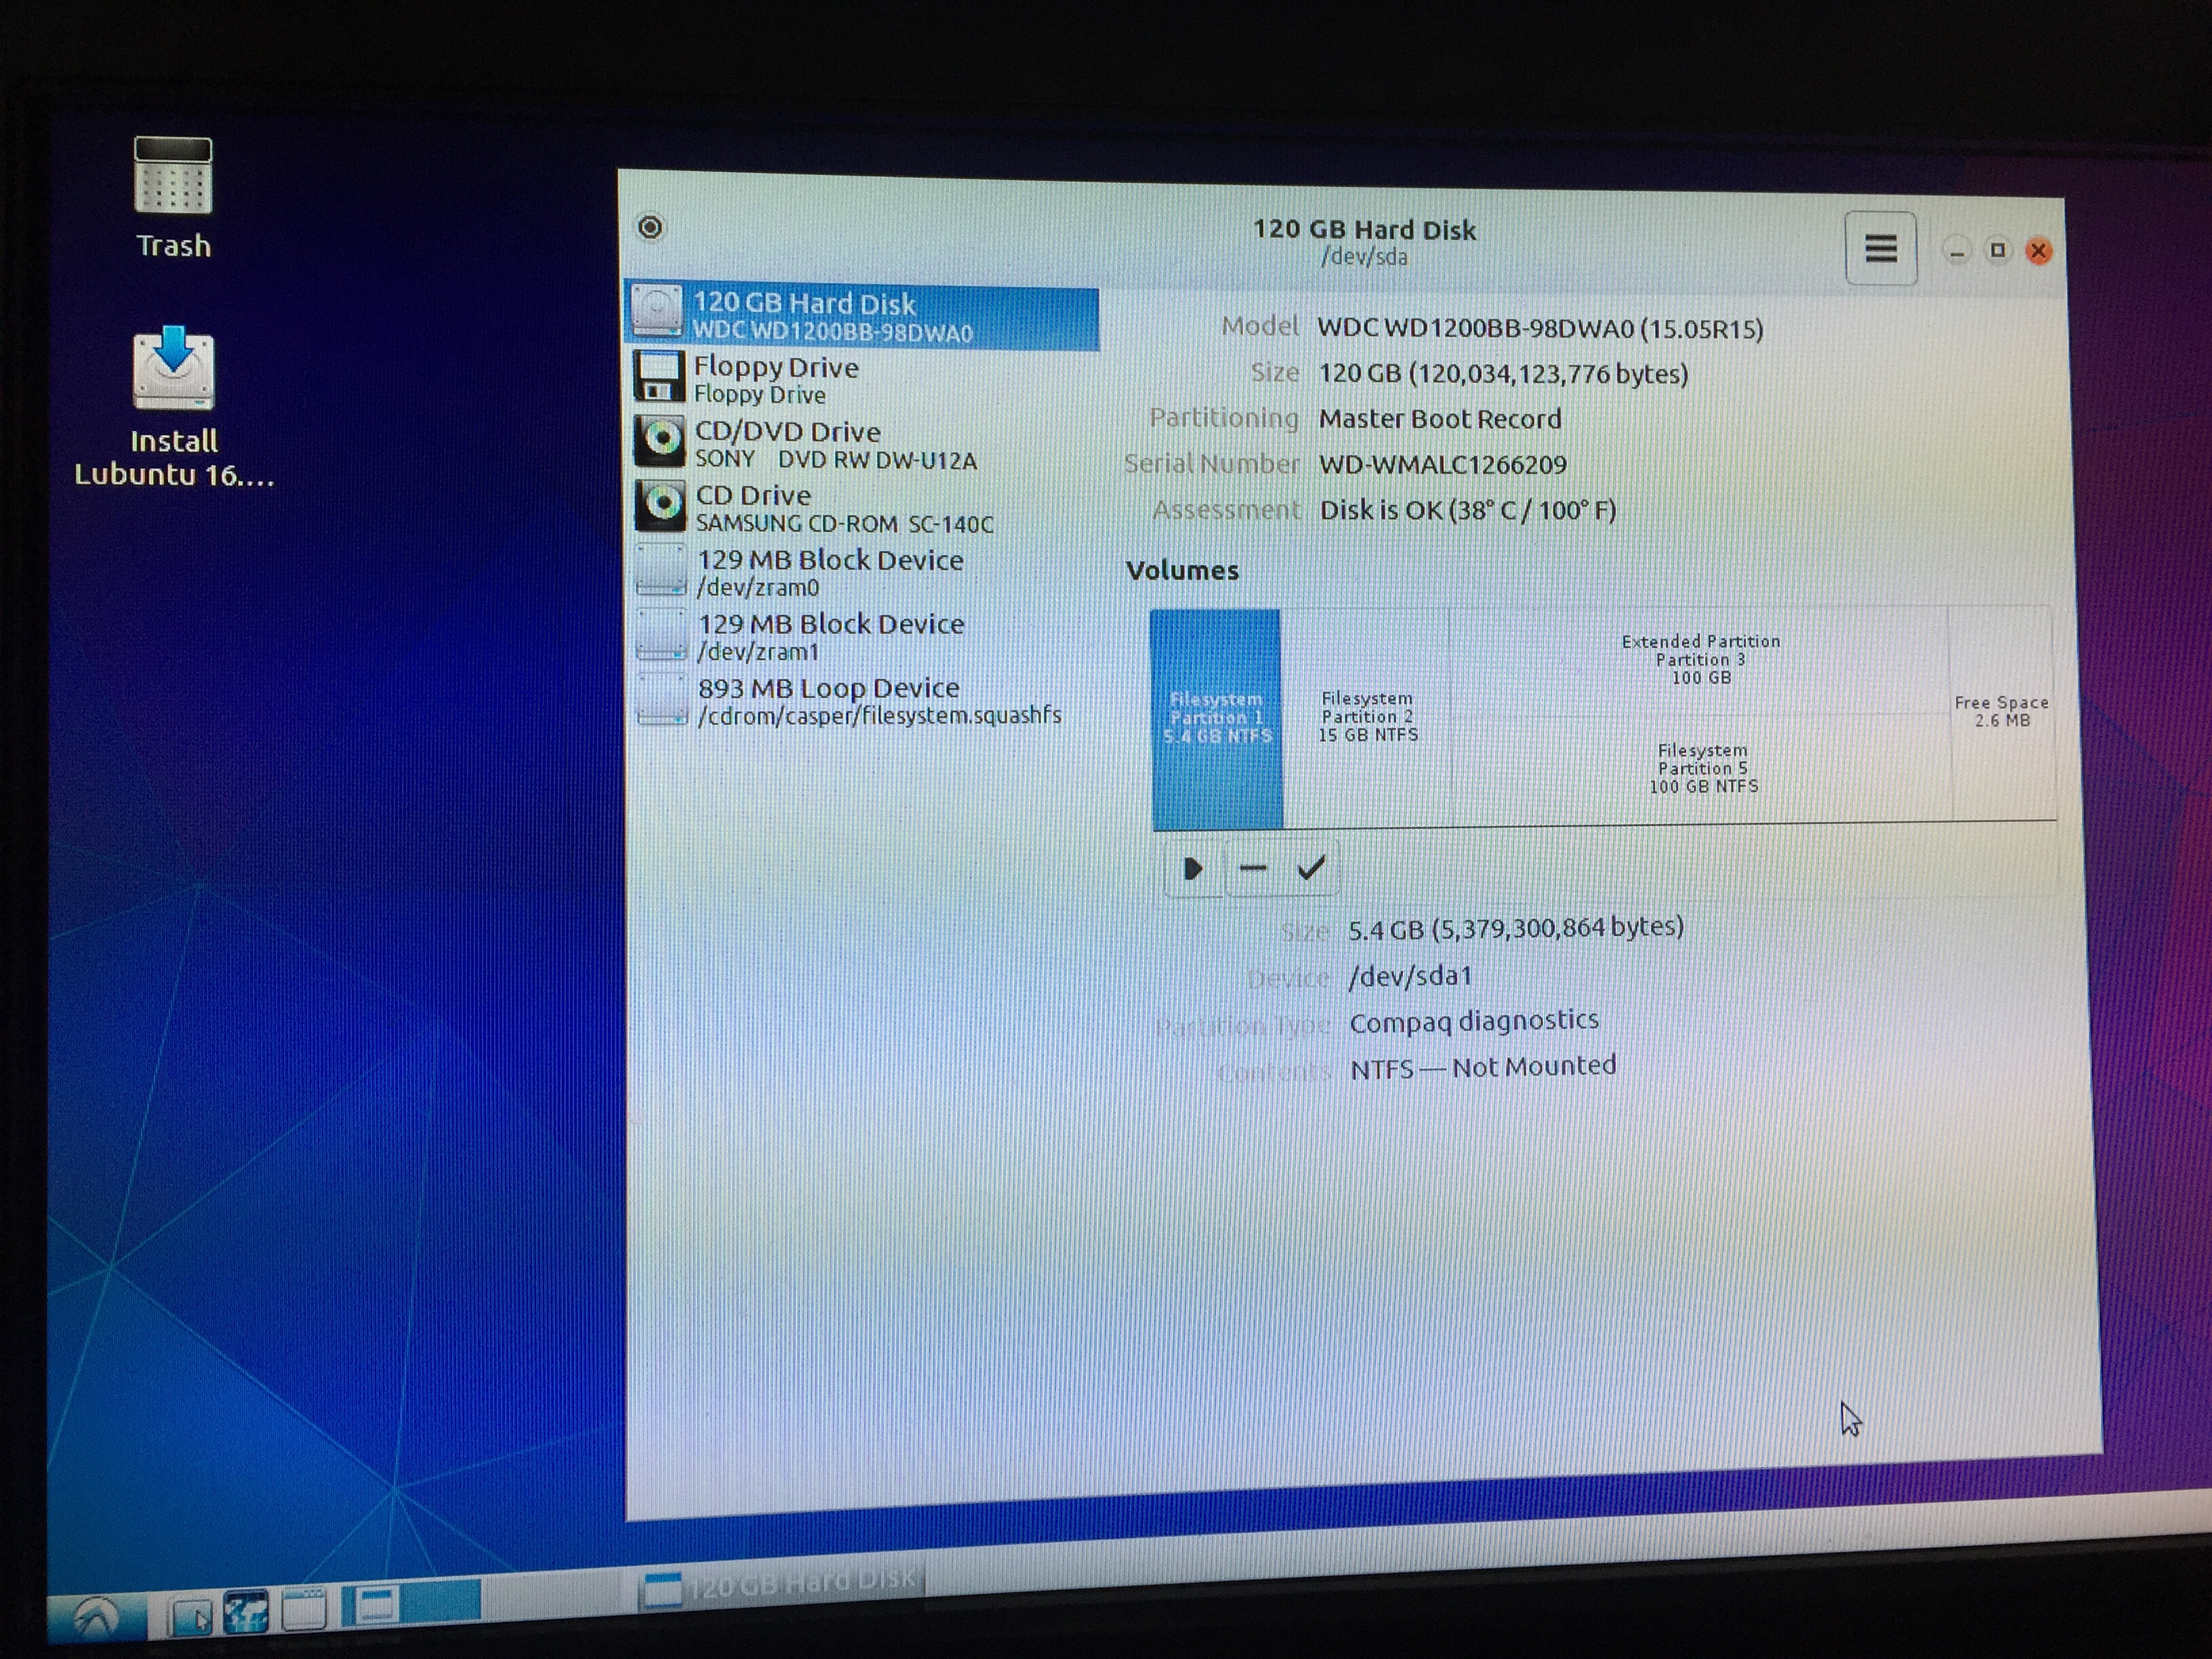 Trash
Install
Lubuntu 16....
120 GB Hard Disk
/dev/sda
120 GB Hard Disk
WDC WD1200BB-98DWA0
Floppy Drive
Floppy Drive
CD/DVD Drive
SONY DVD RW DW-U12A
CD Drive
SAMSUNG CD-ROM SC-140C
129 MB Block Device
/dev/zram0
129 MB Block Device
/dev/zram1
893 MB Loop Device
/cdrom/casper/filesystem.squashfs
Model WDC WD1200BB-98DWA0 (15.05R15)
Size 120 GB (120,034,123,776 bytes)
Partitioning Master Boot Record
Serial Number WD-WMALC1266209
Assessment Disk is OK (38° C / 100° F)
Volumes
Filesystem
Partition 1
5.4 GB NTFS
Filesystem
Partition 2
15 GB NTFS
Extended Partition
Partition 3
100 GB
Filesystem
Partition 5
100 GB NTFS
Free Space
2.6 MB
Size 5.4 GB (5,379,300,864 bytes)
Device /dev/sda1
Partition Type Compaq diagnostics
Contents NTFS — Not Mounted
120 GB Hard Disk